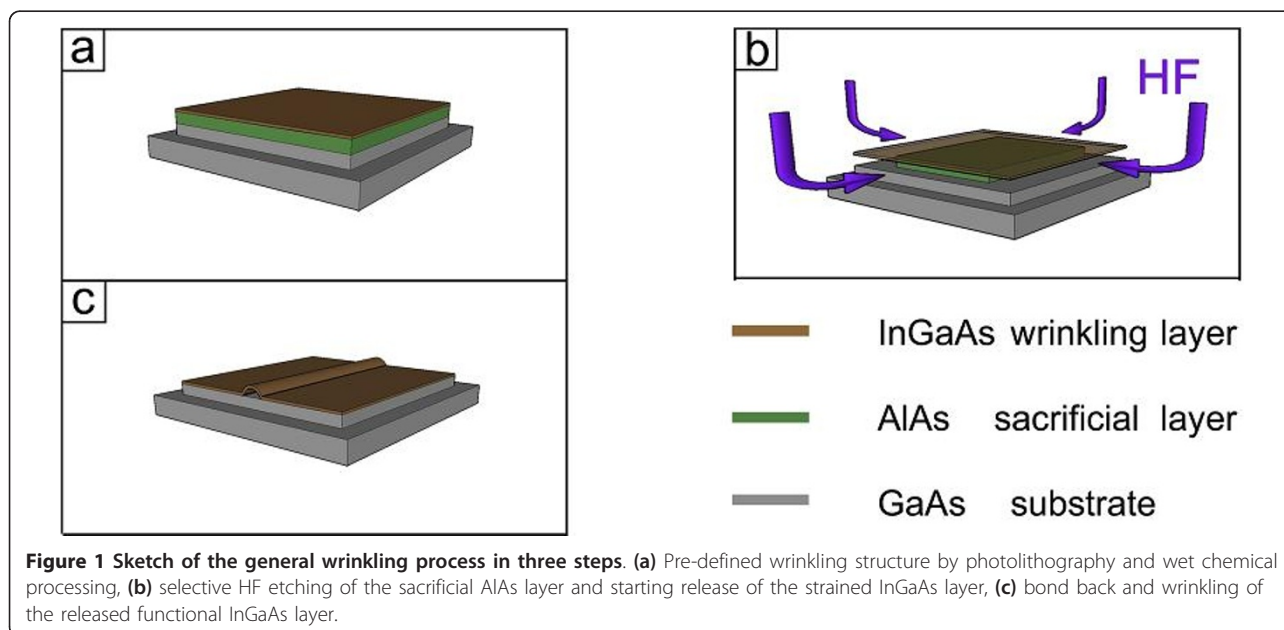 a
b
HF
c
InGaAs wrinkling layer
AlAs sacrificial layer
GaAs substrate
Figure 1 Sketch of the general wrinkling process in three steps. (a) Pre-defined wrinkling structure by photolithography and wet chemical
processing, (b) selective HF etching of the sacrificial AlAs layer and starting release of the strained InGaAs layer, (c) bond back and wrinkling of
the released functional InGaAs layer.